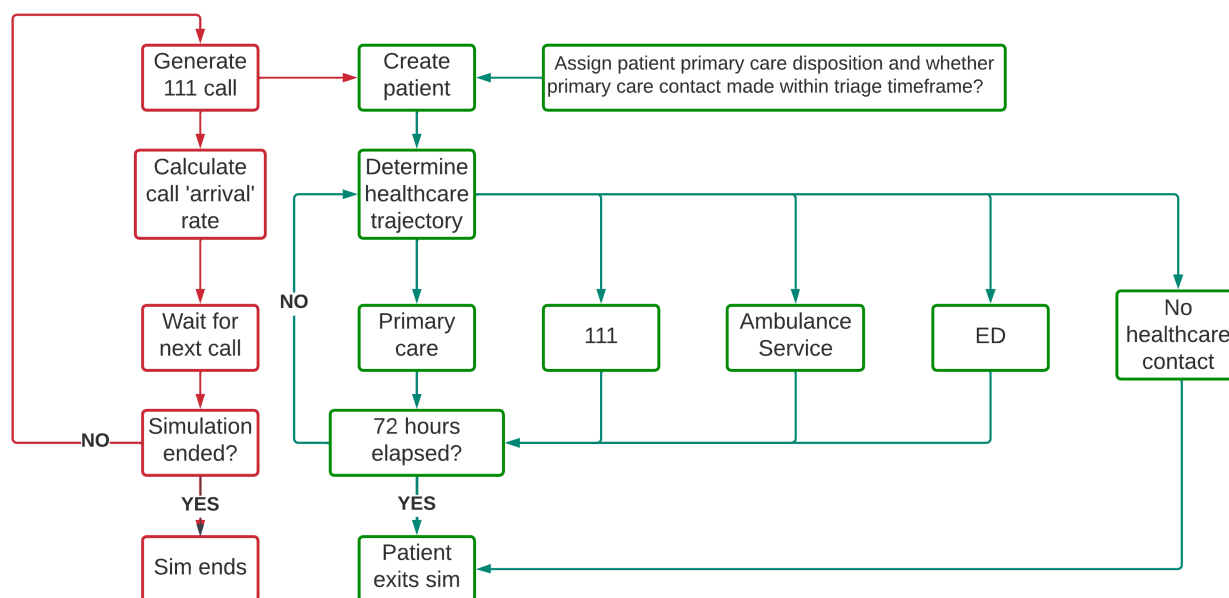 Generate
111 call
Create
patient
Assign patient primary care disposition and whether
primary care contact made within triage timeframe?
Calculate
call 'arrival'
rate
Determine
healthcare
trajectory
NO
Wait for
next call
Primary
care
111
Ambulance
Service
ED
No
healthcare
contact
Simulation
ended?
NO
72 hours
elapsed?
YES
YES
Sim ends
Patient
exits sim